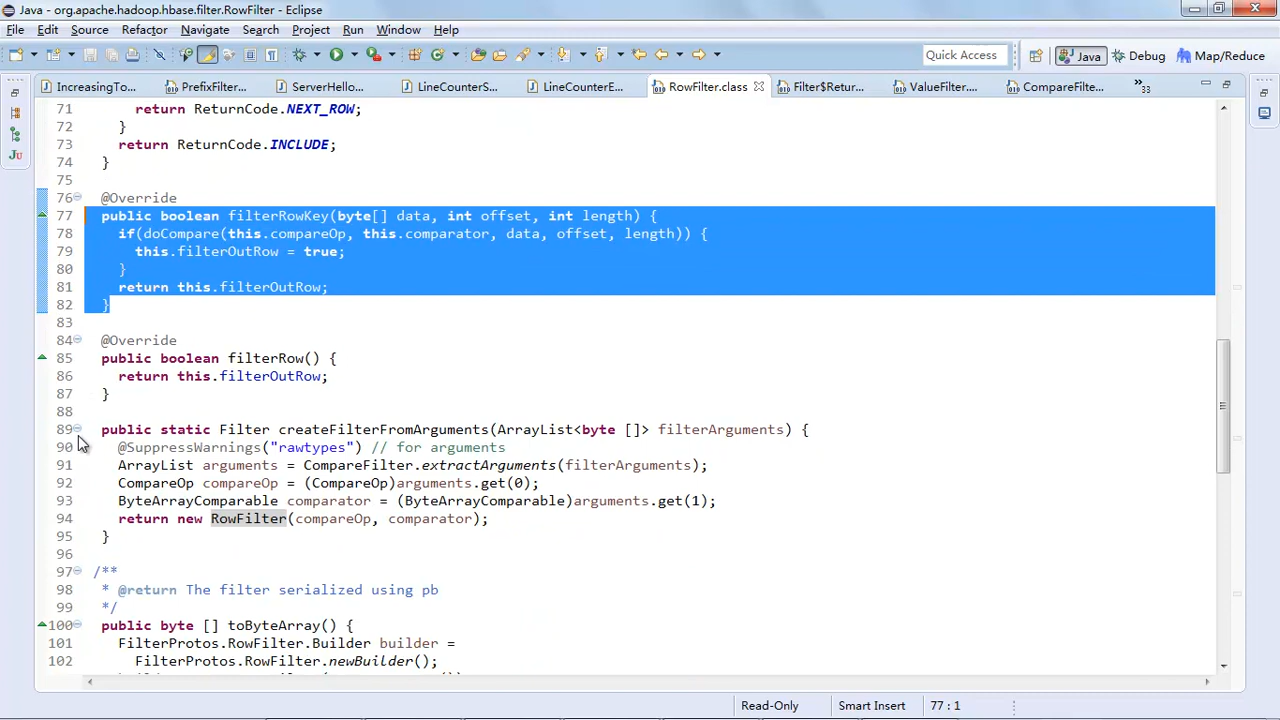 Java - org.apache.hadoop.hbase.filter.RowFilter - Eclipse
File Edit Source Refactor Navigate Search Project Run Window Help
Quick Access Java Debug Map/Reduce
IncreasingTo... PrefixFilter... ServerHello... LineCounterS... LineCounterE... RowFilter.class Filter$Retur... ValueFilter.... CompareFilte... »33
71 return ReturnCode.NEXT_ROW;
72 }
73 return ReturnCode.INCLUDE;
74 }
75
76 @Override
77 public boolean filterRowKey(byte[] data, int offset, int length) {
78 if(doCompare(this.compareOp, this.comparator, data, offset, length)) {
79 this.filterOutRow = true;
80 }
81 return this.filterOutRow;
82 }
83
84 @Override
85 public boolean filterRow() {
86 return this.filterOutRow;
87 }
88
89 public static Filter createFilterFromArguments(ArrayList<byte []> filterArguments) {
90 @SuppressWarnings("rawtypes") // for arguments
91 ArrayList arguments = CompareFilter.extractArguments(filterArguments);
92 CompareOp compareOp = (CompareOp)arguments.get(0);
93 ByteArrayComparable comparator = (ByteArrayComparable)arguments.get(1);
94 return new RowFilter(compareOp, comparator);
95 }
96
97 /**
98 * @return The filter serialized using pb
99 */
100 public byte [] toByteArray() {
101 FilterProtos.RowFilter.Builder builder =
102 FilterProtos.RowFilter.newBuilder();
Read-Only Smart Insert 77 : 1